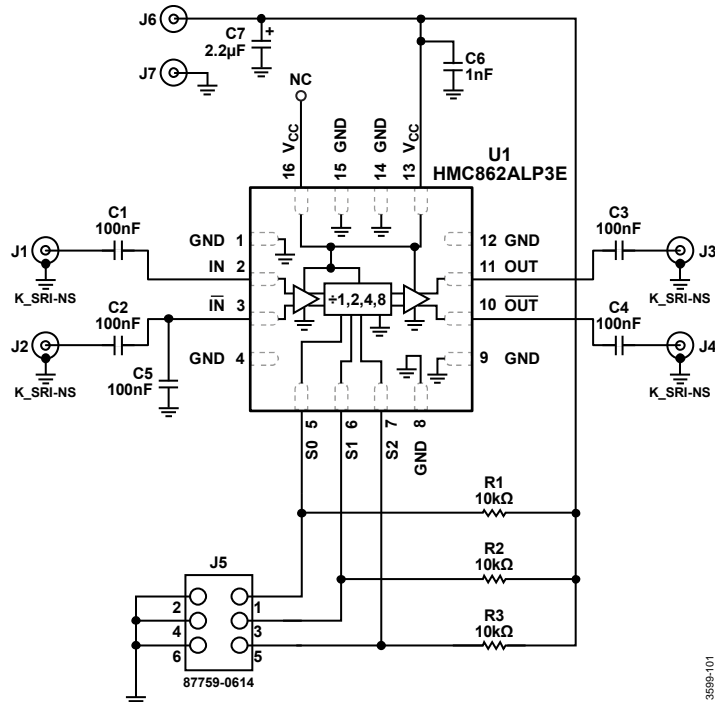 J6
C7
2.2µF
+
C6
1nF
J7
NC
16 VCC
15 GND
14 GND
13 VCC
U1
HMC862ALP3E
C1
100nF
C3
100nF
GND 1
12 GND
J1
J3
IN 2
11 OUT
K_SRI-NS
K_SRI-NS
÷1,2,4,8
C2
100nF
IN 3
10 OUT
C4
100nF
J2
J4
C5
100nF
GND 4
9 GND
K_SRI-NS
K_SRI-NS
S0 5
S1 6
S2 7
GND 8
R1
10kΩ
R2
10kΩ
J5
R3
10kΩ
2 1
4 3
6 5
87759-0614
3599-101